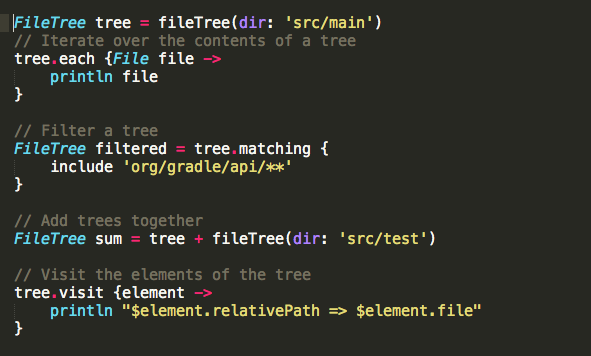 FileTree tree = fileTree(dir: 'src/main')
// Iterate over the contents of a tree
tree.each {File file ->
    println file
}

// Filter a tree
FileTree filtered = tree.matching {
    include 'org/gradle/api/**'
}

// Add trees together
FileTree sum = tree + fileTree(dir: 'src/test')

// Visit the elements of the tree
tree.visit {element ->
    println "$element.relativePath => $element.file"
}